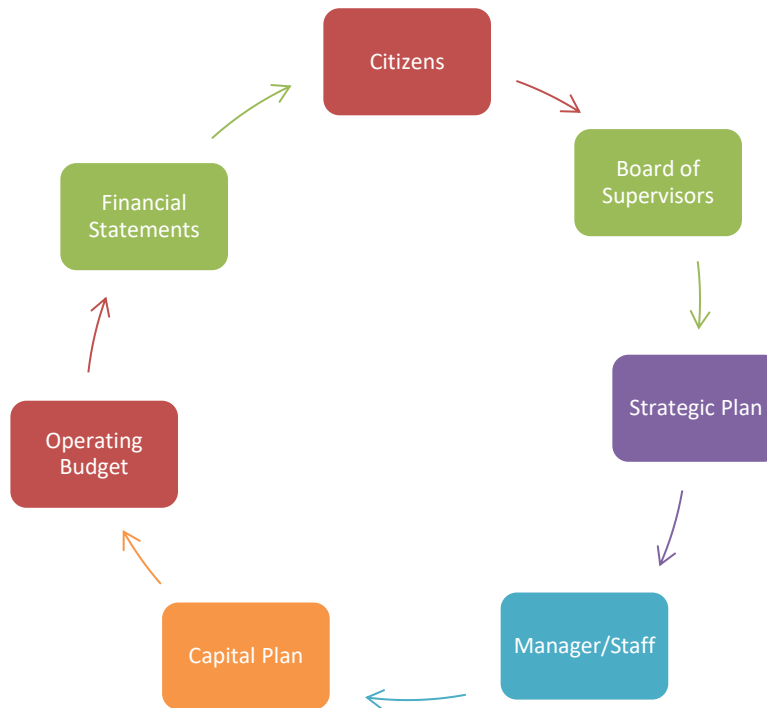 Citizens
Board of
Supervisors
Strategic Plan
Manager/Staff
Capital Plan
Operating
Budget
Financial
Statements